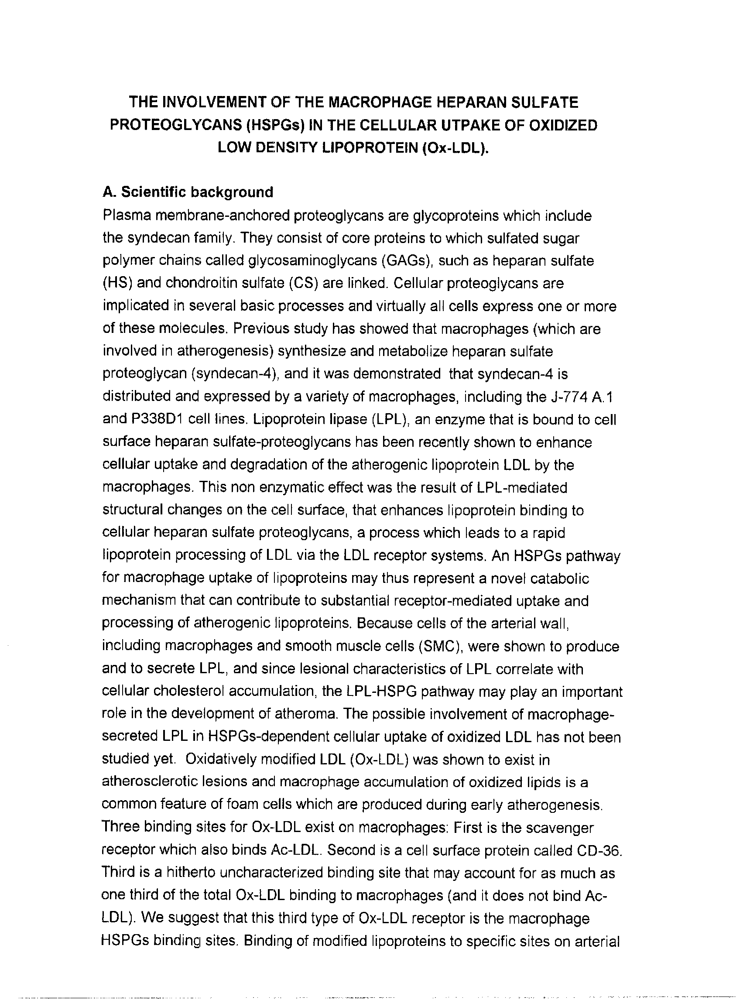 THE INVOLVEMENT OF THE MACROPHAGE HEPARAN SULFATE
PROTEOGLYCANS (HSPGs) IN THE CELLULAR UTPAKE OF OXIDIZED
LOW DENSITY LIPOPROTEIN (Ox-LDL).
A. Scientific background
Plasma membrane-anchored proteoglycans are glycoproteins which include
the syndecan family. They consist of core proteins to which sulfated sugar
polymer chains called glycosaminoglycans (GAGs), such as heparan sulfate
(HS) and chondroitin sulfate (CS) are linked. Cellular proteoglycans are
implicated in several basic processes and virtually all cells express one or more
of these molecules. Previous study has showed that macrophages (which are
involved in atherogenesis) synthesize and metabolize heparan sulfate
proteoglycan (syndecan-4), and it was demonstrated that syndecan-4 is
distributed and expressed by a variety of macrophages, including the J-774 A.1
and P338D1 cell lines. Lipoprotein lipase (LPL), an enzyme that is bound to cell
surface heparan sulfate-proteoglycans has been recently shown to enhance
cellular uptake and degradation of the atherogenic lipoprotein LDL by the
macrophages. This non enzymatic effect was the result of LPL-mediated
structural changes on the cell surface, that enhances lipoprotein binding to
cellular heparan sulfate proteoglycans, a process which leads to a rapid
lipoprotein processing of LDL via the LDL receptor systems. An HSPGs pathway
for macrophage uptake of lipoproteins may thus represent a novel catabolic
mechanism that can contribute to substantial receptor-mediated uptake and
processing of atherogenic lipoproteins. Because cells of the arterial wall,
including macrophages and smooth muscle cells (SMC), were shown to produce
and to secrete LPL, and since lesional characteristics of LPL correlate with
cellular cholesterol accumulation, the LPL-HSPG pathway may play an important
role in the development of atheroma. The possible involvement of macrophage-
secreted LPL in HSPGs-dependent cellular uptake of oxidized LDL has not been
studied yet. Oxidatively modified LDL (Ox-LDL) was shown to exist in
atherosclerotic lesions and macrophage accumulation of oxidized lipids is a
common feature of foam cells which are produced during early atherogenesis.
Three binding sites for Ox-LDL exist on macrophages: First is the scavenger
receptor which also binds Ac-LDL. Second is a cell surface protein called CD-36.
Third is a hitherto uncharacterized binding site that may account for as much as
one third of the total Ox-LDL binding to macrophages (and it does not bind Ac-
LDL). We suggest that this third type of Ox-LDL receptor is the macrophage
HSPGs binding sites. Binding of modified lipoproteins to specific sites on arterial